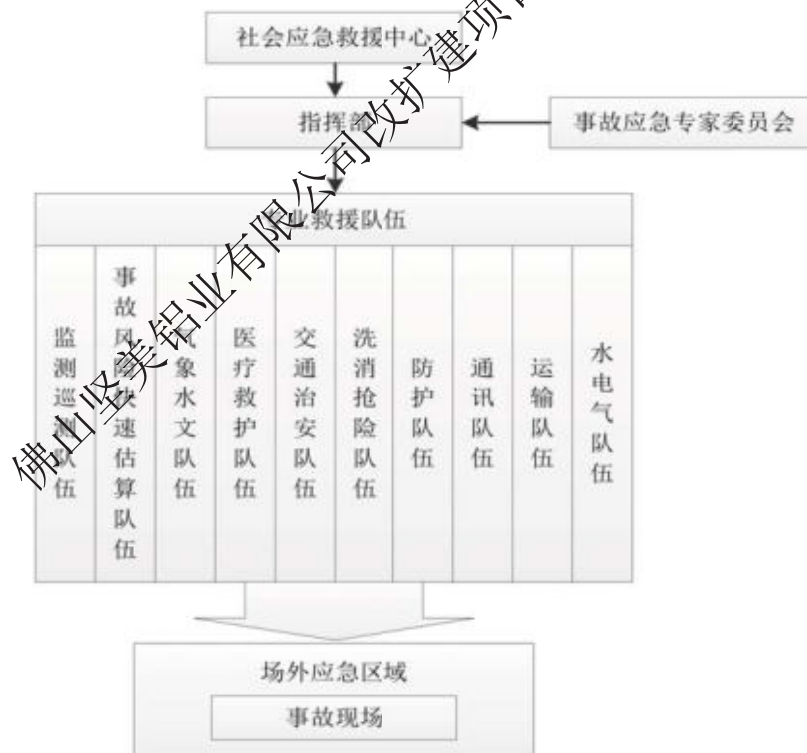 社会应急救援中心
指挥部
事故应急专家委员会
专业救援队伍
监测巡测队伍
事故风险快速估算队伍
气象水文队伍
医疗救护队伍
交通治安队伍
洗消抢险队伍
防护队伍
通讯队伍
运输队伍
水电气队伍
场外应急区域
事故现场
佛山坚美铝业有限公司改扩建项